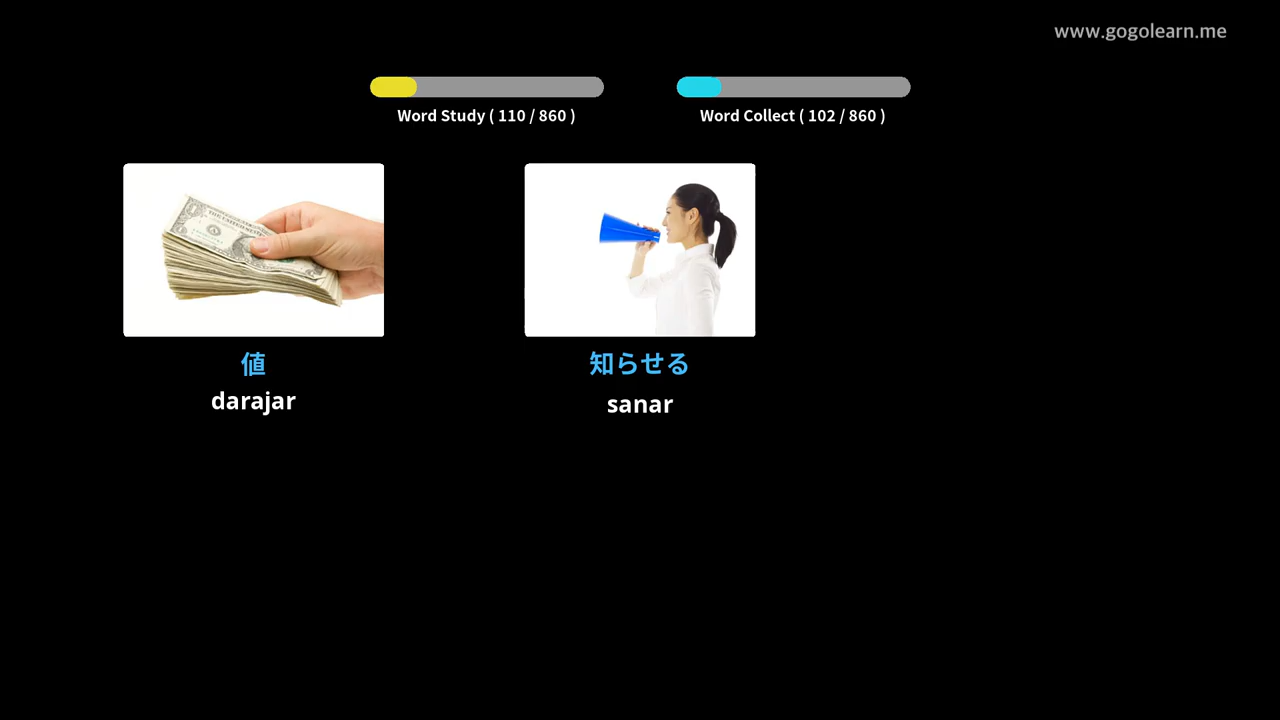 www.gogolearn.me
Word Study ( 110 / 860 )
Word Collect ( 102 / 860 )
値
darajar
知らせる
sanar